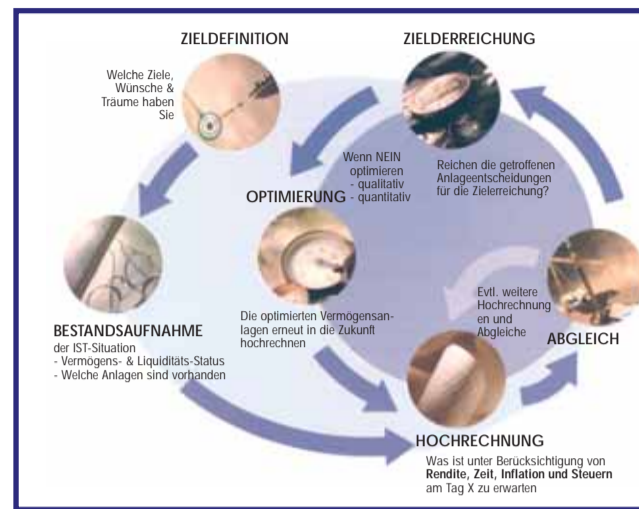 ZIELDEFINITION
Welche Ziele,
Wünsche &
Träume haben
Sie
ZIELERREICHUNG
Reichen die getroffenen
Anlageentscheidungen
für die Zielerreichung?
Wenn NEIN
optimieren
- qualitativ
- quantitativ
OPTIMIERUNG
Die optimierten Vermögensan-
lagen erneut in die Zukunft
hochrechnen
BESTANDSAUFNAHME
der IST-Situation
- Vermögens- & Liquiditäts-Status
- Welche Anlagen sind vorhanden
Evtl. weitere
Hochrechnung
en und
Abgleiche
ABGLEICH
HOCHRECHNUNG
Was ist unter Berücksichtigung von
Rendite, Zeit, Inflation und Steuern
am Tag X zu erwarten